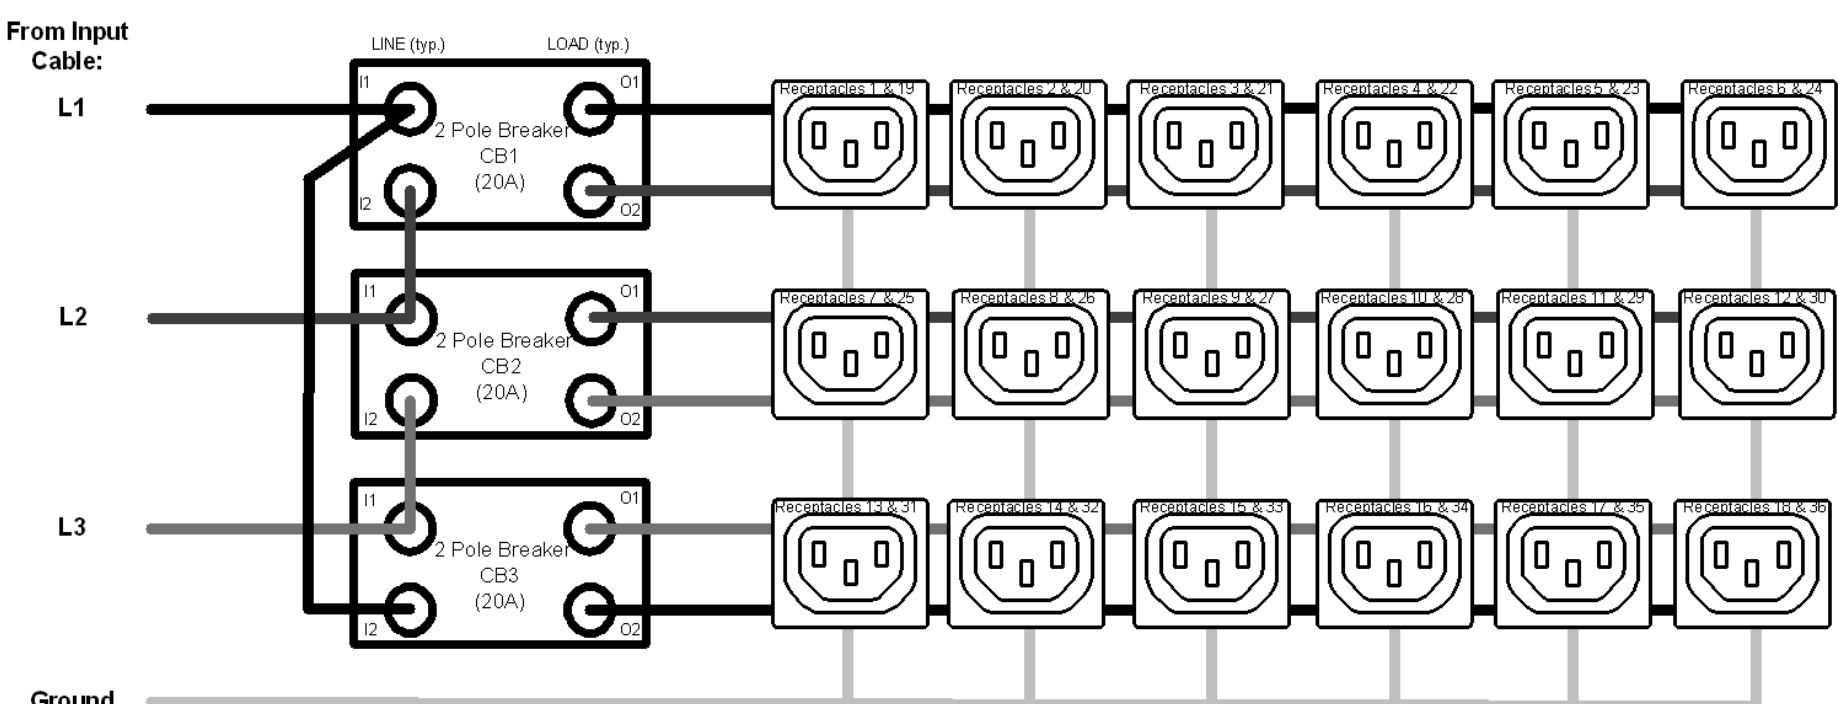 From Input
Cable:
LINE (typ.)
LOAD (typ.)
L1
I1
O1
2 Pole Breaker
CB1
(20A)
I2
O2
Receptacles 1 & 19
Receptacles 2 & 20
Receptacles 3 & 21
Receptacles 4 & 22
Receptacles 5 & 23
Receptacles 6 & 24
L2
I1
O1
2 Pole Breaker
CB2
(20A)
I2
O2
Receptacles 7 & 25
Receptacles 8 & 26
Receptacles 9 & 27
Receptacles 10 & 28
Receptacles 11 & 29
Receptacles 12 & 30
L3
I1
O1
2 Pole Breaker
CB3
(20A)
I2
O2
Receptacles 13 & 31
Receptacles 14 & 32
Receptacles 15 & 33
Receptacles 16 & 34
Receptacles 17 & 35
Receptacles 18 & 36
Ground